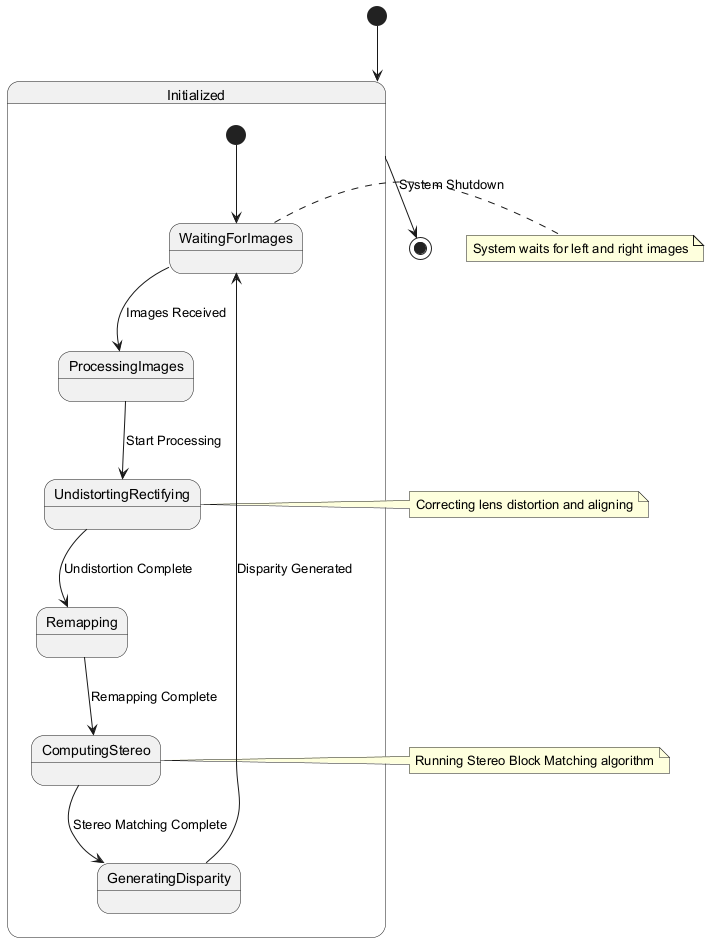 Initialized
System Shutdown
WaitingForImages
System waits for left and right images
Images Received
ProcessingImages
Start Processing
UndistortingRectifying
Correcting lens distortion and aligning
Undistortion Complete
Disparity Generated
Remapping
Remapping Complete
ComputingStereo
Running Stereo Block Matching algorithm
Stereo Matching Complete
GeneratingDisparity